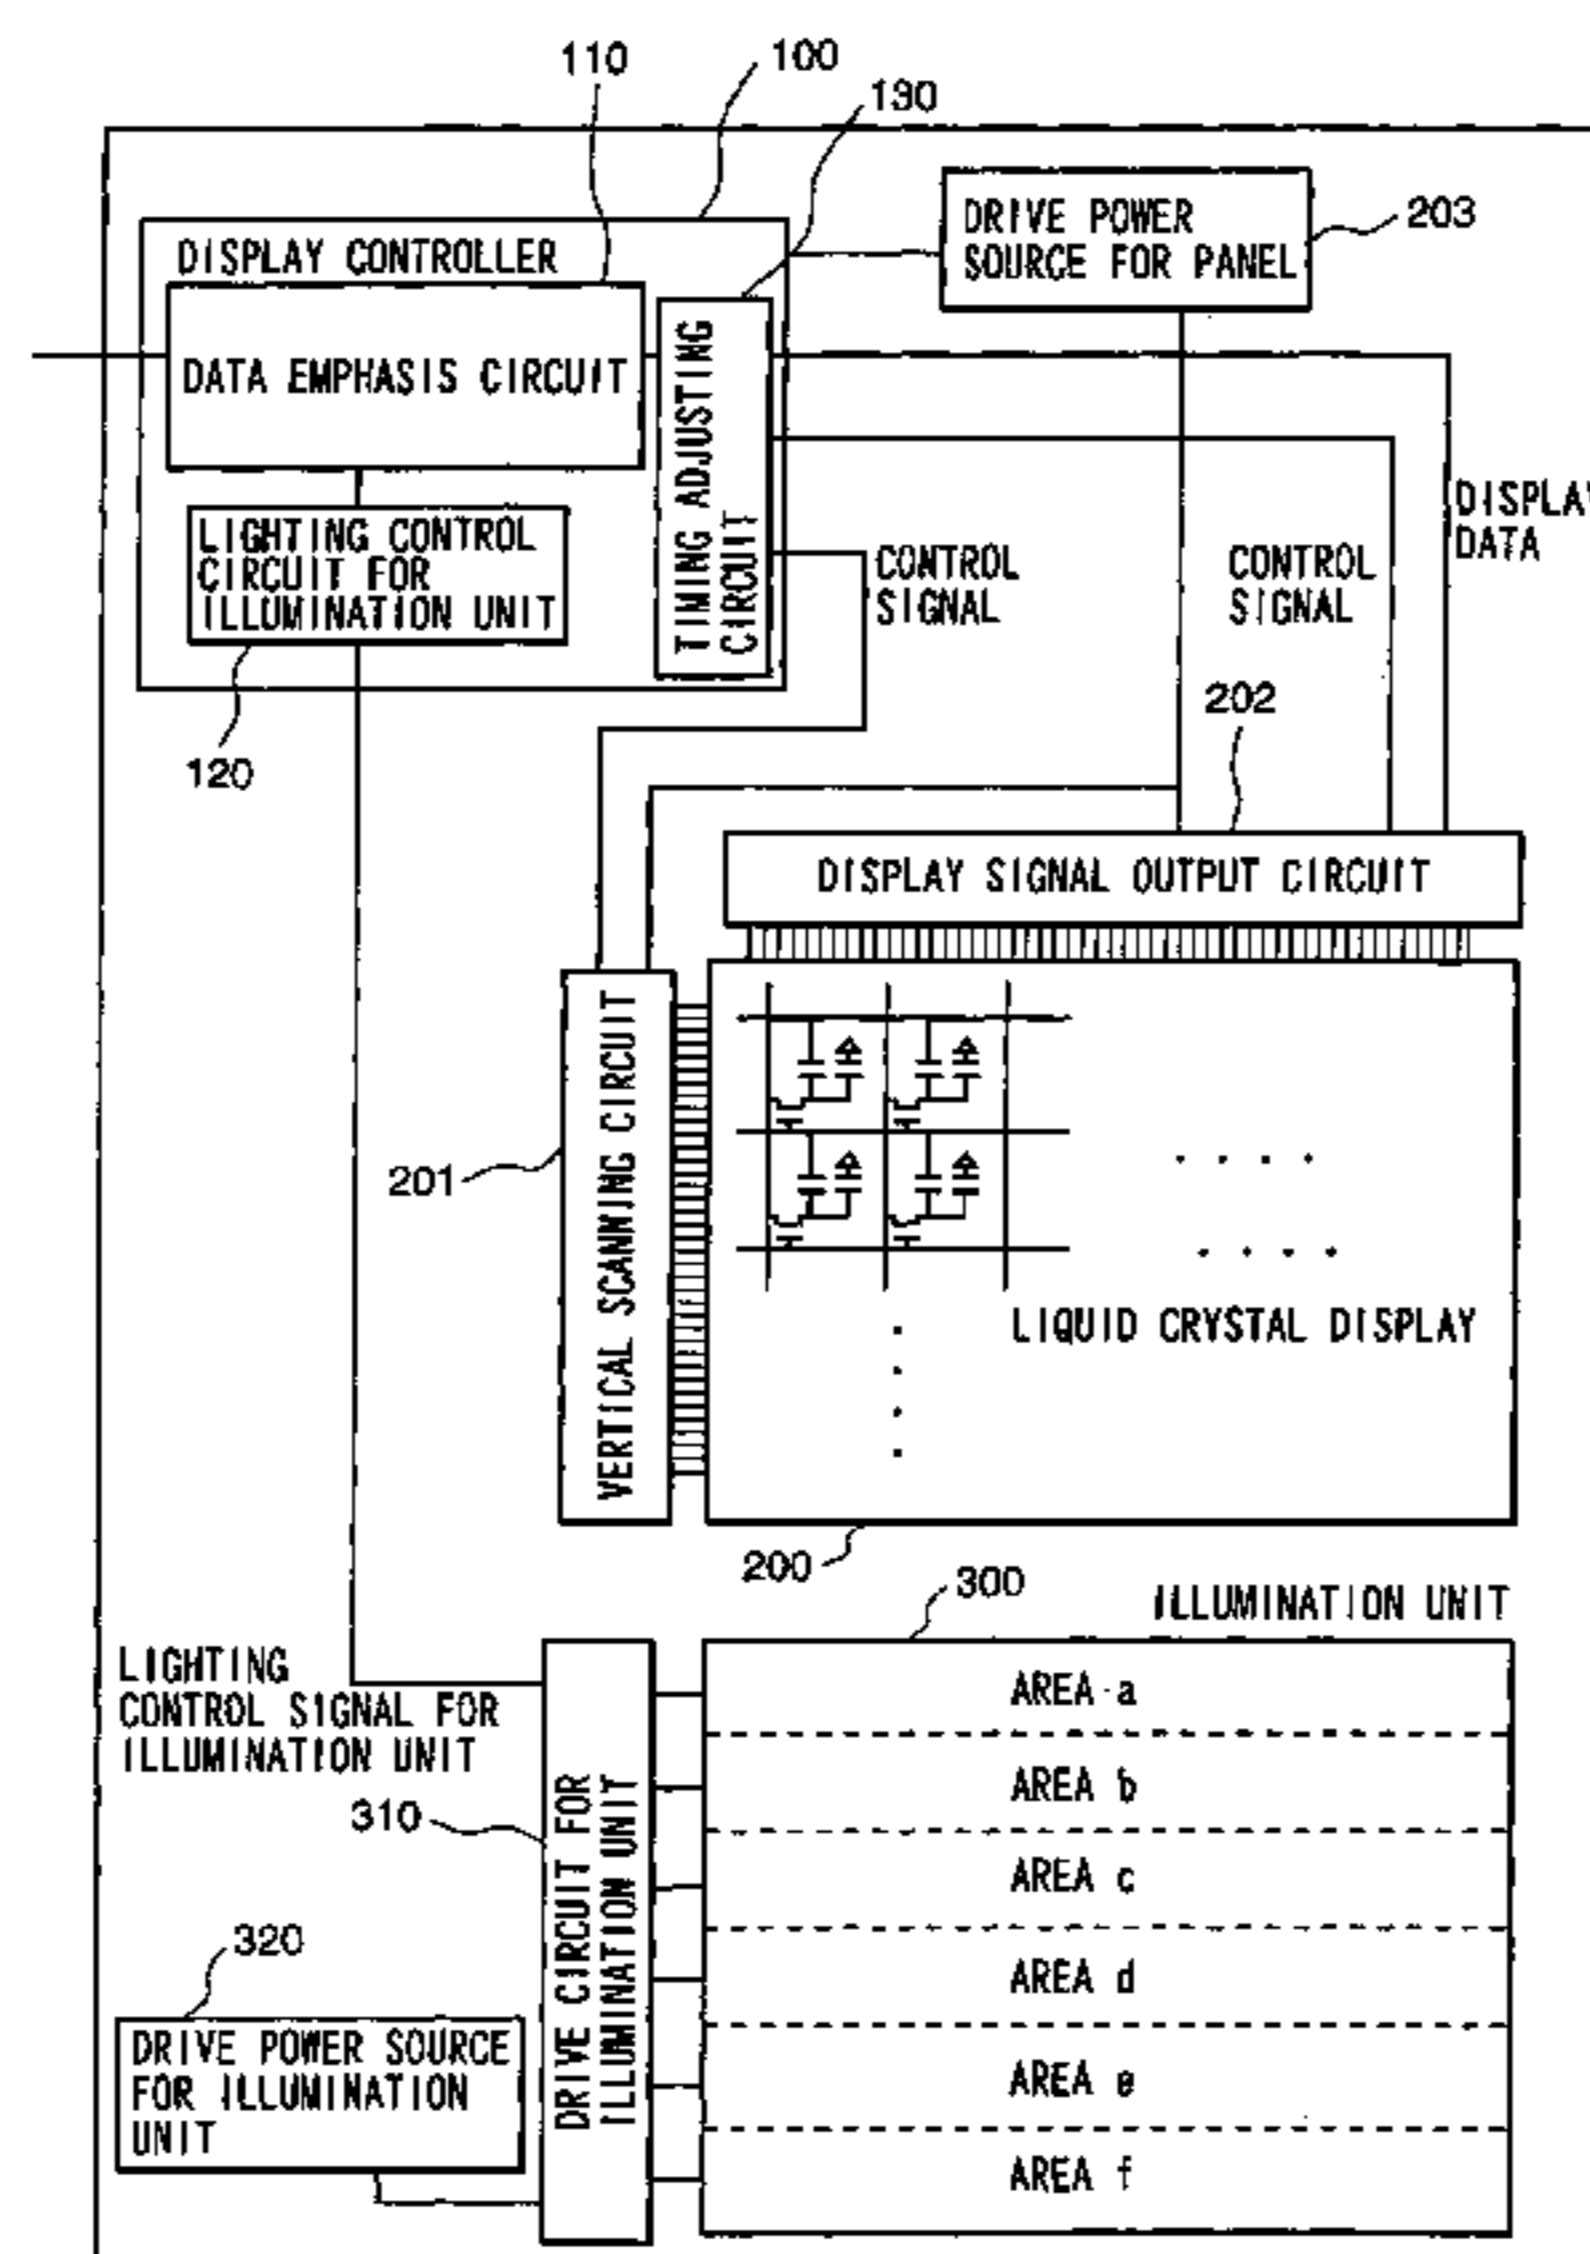 110
100
130
DISPLAY CONTROLLER
DRIVE POWER
SOURCE FOR PANEL
203
DATA EMPHASIS CIRCUIT
TIMING ADJUSTING
CIRCUIT
LIGHTING CONTROL
CIRCUIT FOR
ILLUMINATION UNIT
120
CONTROL
SIGNAL
CONTROL
SIGNAL
DISPLAY
DATA
202
DISPLAY SIGNAL OUTPUT CIRCUIT
201
VERTICAL SCANNING CIRCUIT
LIQUID CRYSTAL DISPLAY
200
300
ILLUMINATION UNIT
LIGHTING
CONTROL SIGNAL FOR
ILLUMINATION UNIT
310
DRIVE CIRCUIT FOR
ILLUMINATION UNIT
AREA a
AREA b
AREA c
AREA d
AREA e
AREA f
320
DRIVE POWER SOURCE
FOR ILLUMINATION
UNIT